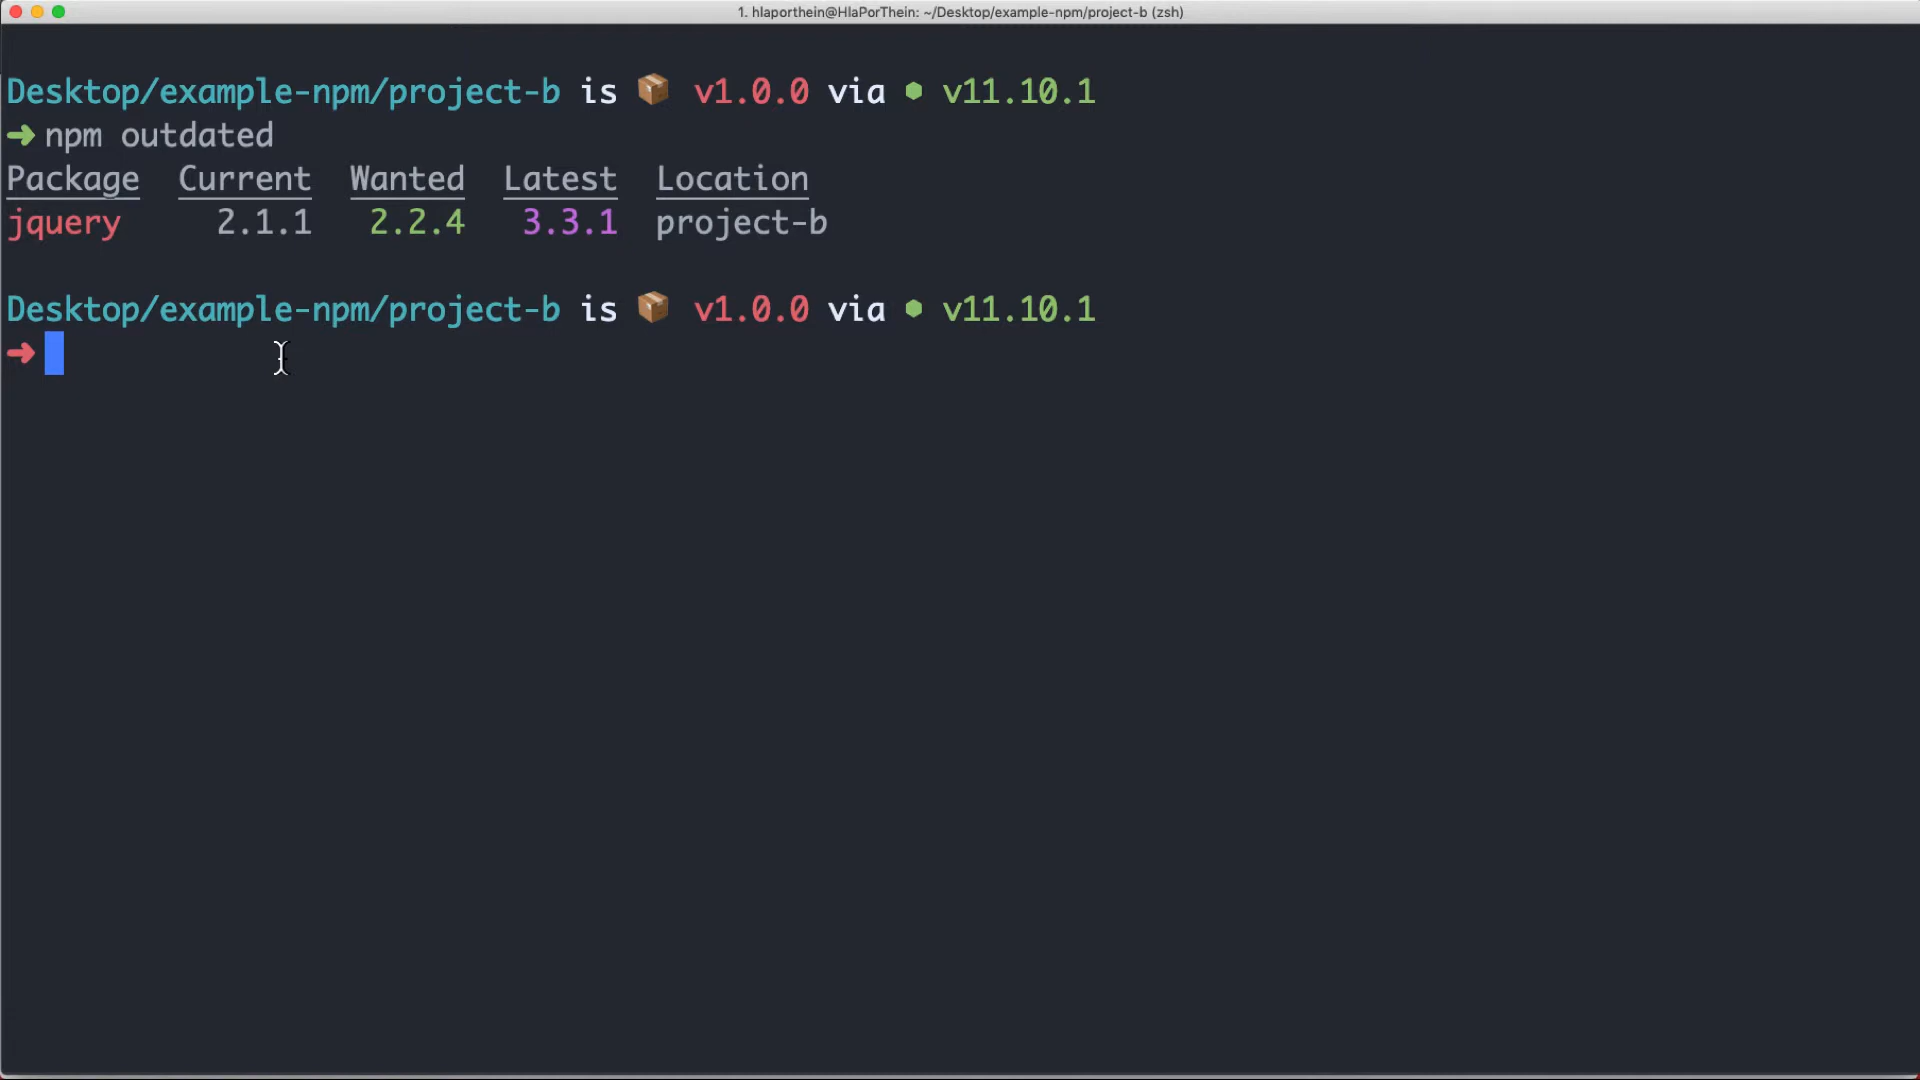 1. hlaporthein@HlaPorThein: ~/Desktop/example-npm/project-b (zsh)
Desktop/example-npm/project-b is 📦 v1.0.0 via ⬢ v11.10.1
➜ npm outdated
Package Current Wanted Latest Location
jquery 2.1.1 2.2.4 3.3.1 project-b
Desktop/example-npm/project-b is 📦 v1.0.0 via ⬢ v11.10.1
➜